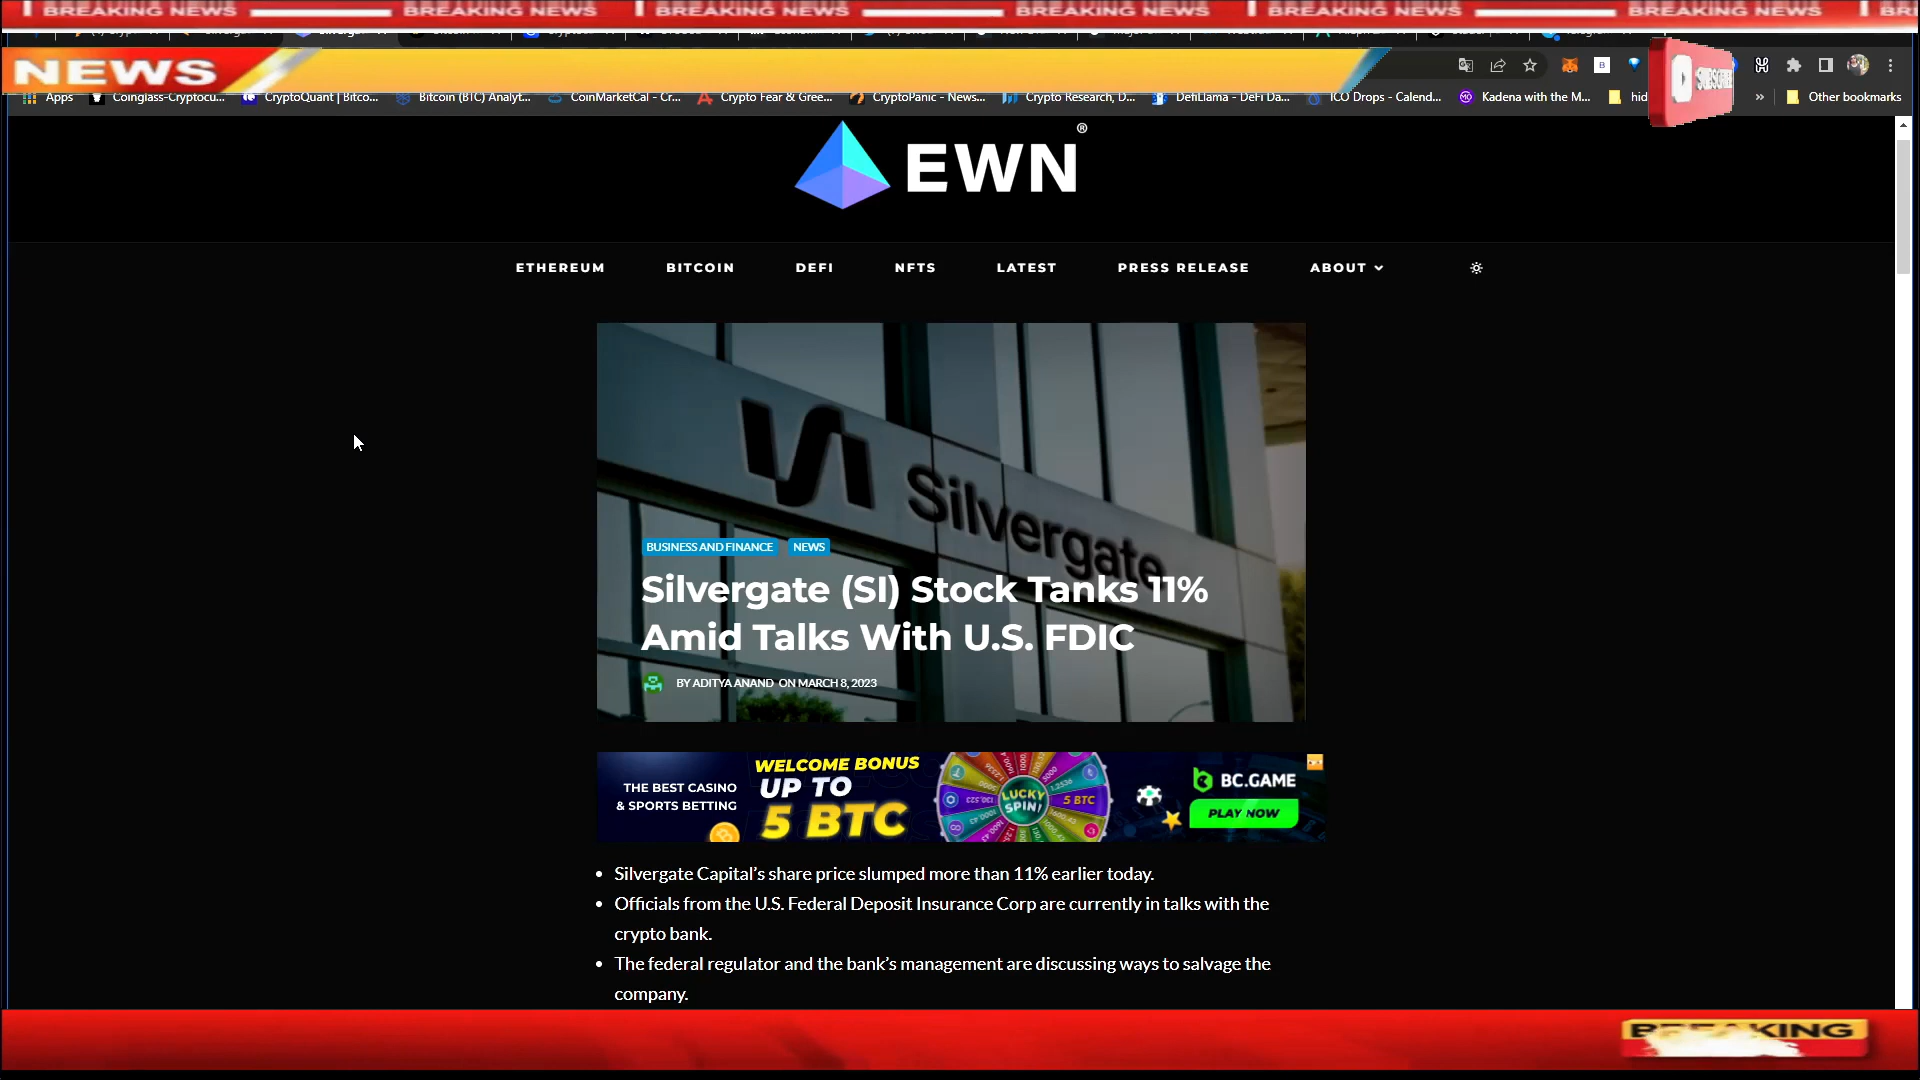 BREAKING NEWS BREAKING NEWS BREAKING NEWS BREAKING NEWS BREAKING NEWS BREAKING NEWS
NEWS
SUBSCRIBE
Apps Coinglass-Cryptocu... CryptoQuant | Bitco... Bitcoin (BTC) Analyt... CoinMarketCal - Cr... Crypto Fear & Gree... CryptoPanic - News... Crypto Research, D... DefiLlama - DeFi Da... ICO Drops - Calend... Kadena with the M... hid » Other bookmarks
EWN®
ETHEREUM BITCOIN DEFI NFTS LATEST PRESS RELEASE ABOUT
Silvergate
BUSINESS AND FINANCE NEWS
Silvergate (SI) Stock Tanks 11%
Amid Talks With U.S. FDIC
BY ADITYA ANAND ON MARCH 8, 2023
THE BEST CASINO
& SPORTS BETTING
WELCOME BONUS
UP TO
5 BTC
LUCKY
SPIN!
5 BTC
BC.GAME
PLAY NOW
• Silvergate Capital’s share price slumped more than 11% earlier today.
• Officials from the U.S. Federal Deposit Insurance Corp are currently in talks with the
crypto bank.
• The federal regulator and the bank’s management are discussing ways to salvage the
company.
BREAKING